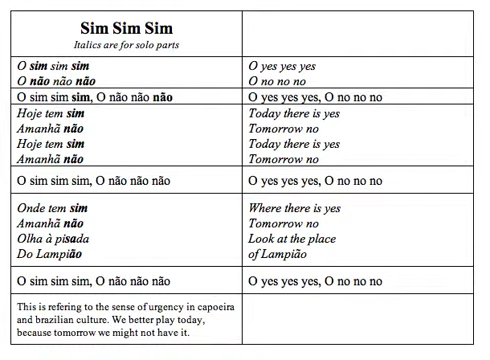 Sim Sim Sim
Italics are for solo parts
O sim sim sim
O não não não
O yes yes yes
O no no no
O sim sim sim, O não não não
O yes yes yes, O no no no
Hoje tem sim
Amanhã não
Hoje tem sim
Amanhã não
Today there is yes
Tomorrow no
Today there is yes
Tomorrow no
O sim sim sim, O não não não
O yes yes yes, O no no no
Onde tem sim
Amanhã não
Olha à pisada
Do Lampião
Where there is yes
Tomorrow no
Look at the place
of Lampião
O sim sim sim, O não não não
O yes yes yes, O no no no
This is refering to the sense of urgency in capoeira
and brazilian culture. We better play today,
because tomorrow we might not have it.